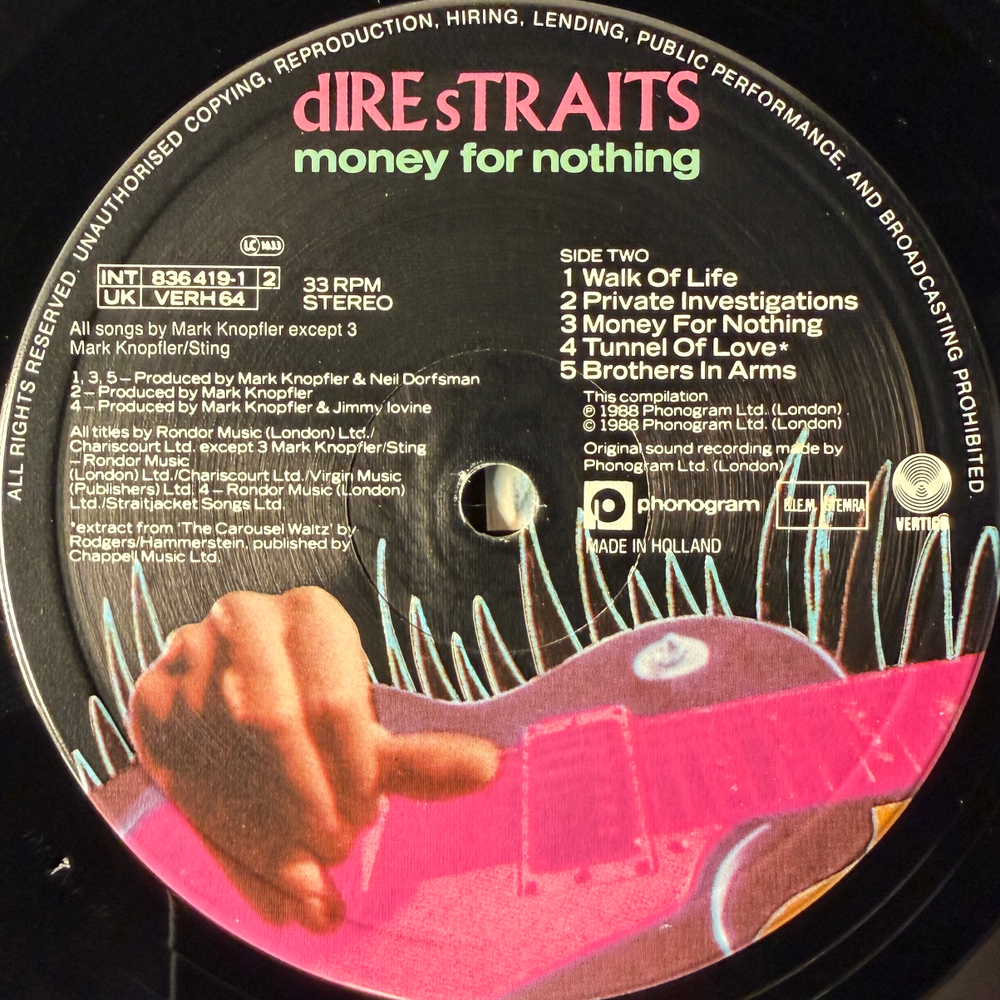 ALL RIGHTS RESERVED. UNAUTHORISED COPYING, REPRODUCTION, HIRING, LENDING, PUBLIC PERFORMANCE, AND BROADCASTING PROHIBITED.
dIRE sTRAITS
money for nothing
LC 1633
INT 836 419-1 2
UK VERH 64
33 RPM
STEREO
All songs by Mark Knopfler except 3
Mark Knopfler/Sting
1, 3, 5 – Produced by Mark Knopfler & Neil Dorfsman
2 – Produced by Mark Knopfler
4 – Produced by Mark Knopfler & Jimmy Iovine
All titles by Rondor Music (London) Ltd./
Chariscourt Ltd. except 3 Mark Knopfler/Sting
– Rondor Music
(London) Ltd./Chariscourt Ltd./Virgin Music
(Publishers) Ltd. 4 – Rondor Music (London)
Ltd./Straitjacket Songs Ltd.
*extract from 'The Carousel Waltz' by
Rodgers/Hammerstein, published by
Chappell Music Ltd.
SIDE TWO
1 Walk Of Life
2 Private Investigations
3 Money For Nothing
4 Tunnel Of Love*
5 Brothers In Arms
This compilation
℗ 1988 Phonogram Ltd. (London)
© 1988 Phonogram Ltd. (London)
Original sound recording made by
Phonogram Ltd. (London)
phonogram
B.I.E.M. STEMRA
VERTIGO
MADE IN HOLLAND